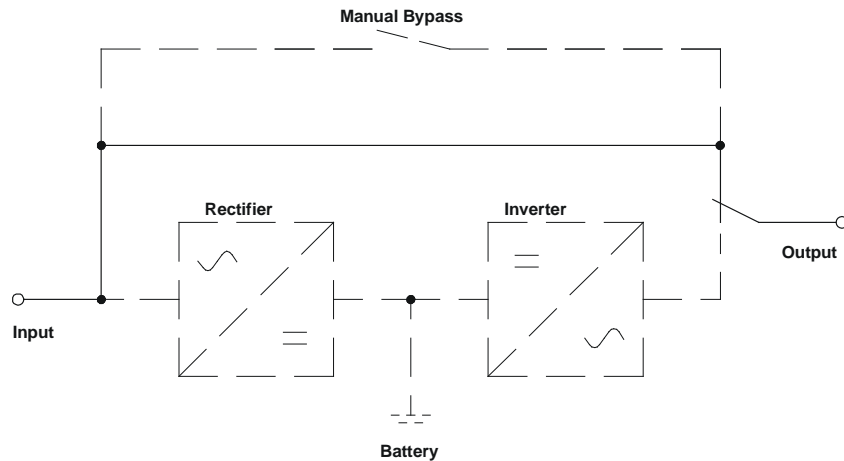 Manual Bypass
Rectifier
Inverter
Output
Input
Battery